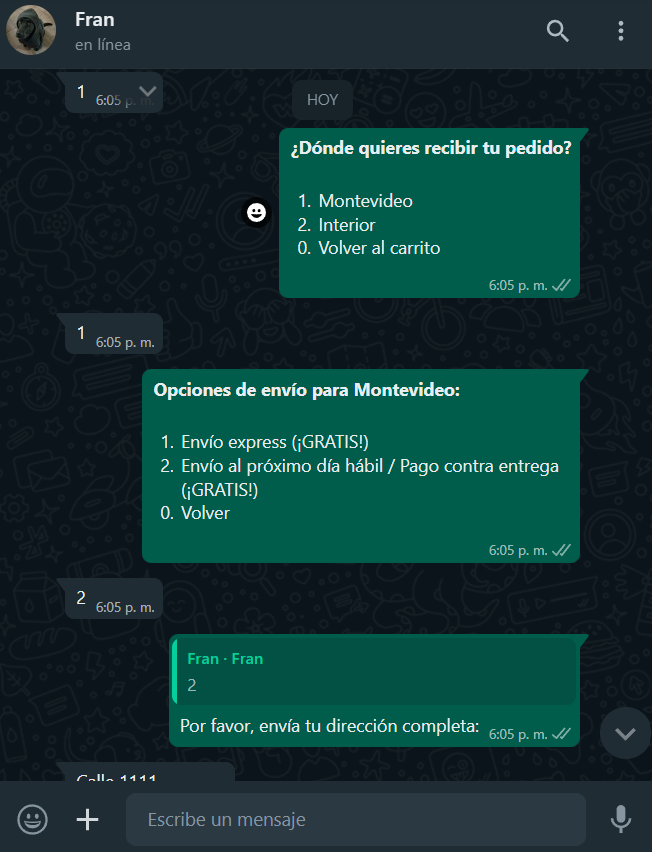 Fran
en línea
1 6:05 p. m.
HOY
¿Dónde quieres recibir tu pedido?
1. Montevideo
2. Interior
0. Volver al carrito
6:05 p. m.
1 6:05 p. m.
Opciones de envío para Montevideo:
1. Envío express (¡GRATIS!)
2. Envío al próximo día hábil / Pago contra entrega
(¡GRATIS!)
0. Volver
6:05 p. m.
2 6:05 p. m.
Fran · Fran
2
Por favor, envía tu dirección completa: 6:05 p. m.
Calle 1111
Escribe un mensaje